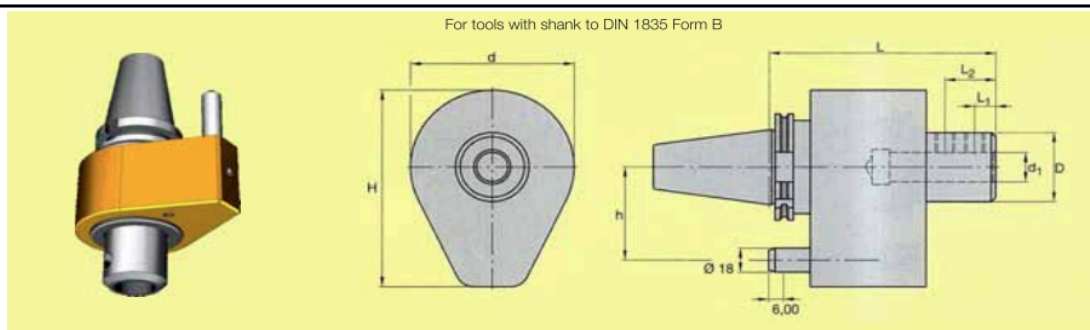 For tools with shank to DIN 1835 Form B
d
H
L
L₂
L₁
h
d₁
D
Ø 18
6,00